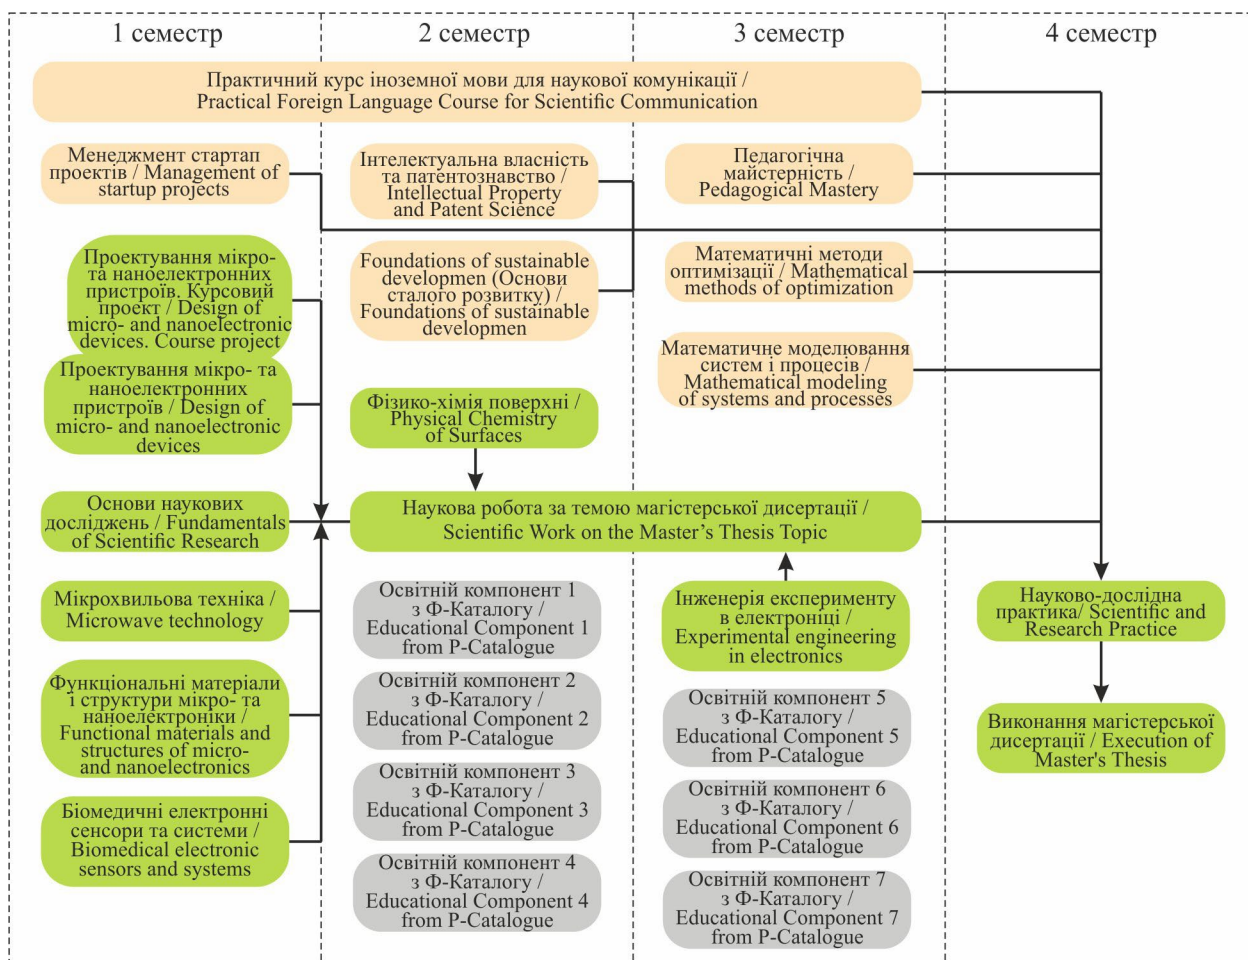 1 семестр
2 семестр
3 семестр
4 семестр
Практичний курс іноземної мови для наукової комунікації /
Practical Foreign Language Course for Scientific Communication
Менеджмент стартап
проектів / Management of
startup projects
Інтелектуальна власність
та патентознавство /
Intellectual Property
and Patent Science
Педагогічна
майстерність /
Pedagogical Mastery
Проектування мікро-
та наноелектронних
пристроїв. Курсовий
проект / Design of
micro- and nanoelectronic
devices. Course project
Foundations of sustainable
developmen (Основи
сталого розвитку) /
Foundations of sustainable
developmen
Математичні методи
оптимізації / Mathematical
methods of optimization
Проектування мікро- та
наноелектронних
пристроїв / Design of
micro- and nanoelectronic
devices
Фізико-хімія поверхні /
Physical Chemistry
of Surfaces
Математичне моделювання
систем і процесів /
Mathematical modeling
of systems and processes
Основи наукових
досліджень / Fundamentals
of Scientific Research
Наукова робота за темою магістерської дисертації /
Scientific Work on the Master’s Thesis Topic
Мікрохвильова техніка /
Microwave technology
Освітній компонент 1
з Ф-Каталогу /
Educational Component 1
from P-Catalogue
Інженерія експерименту
в електроніці /
Experimental engineering
in electronics
Науково-дослідна
практика/ Scientific and
Research Practice
Функціональні матеріали
і структури мікро- та
наноелектроніки /
Functional materials and
structures of micro-
and nanoelectronics
Освітній компонент 2
з Ф-Каталогу /
Educational Component 2
from P-Catalogue
Освітній компонент 5
з Ф-Каталогу /
Educational Component 5
from P-Catalogue
Виконання магістерської
дисертації / Execution of
Master's Thesis
Біомедичні електронні
сенсори та системи /
Biomedical electronic
sensors and systems
Освітній компонент 3
з Ф-Каталогу /
Educational Component 3
from P-Catalogue
Освітній компонент 6
з Ф-Каталогу /
Educational Component 6
from P-Catalogue
Освітній компонент 4
з Ф-Каталогу /
Educational Component 4
from P-Catalogue
Освітній компонент 7
з Ф-Каталогу /
Educational Component 7
from P-Catalogue